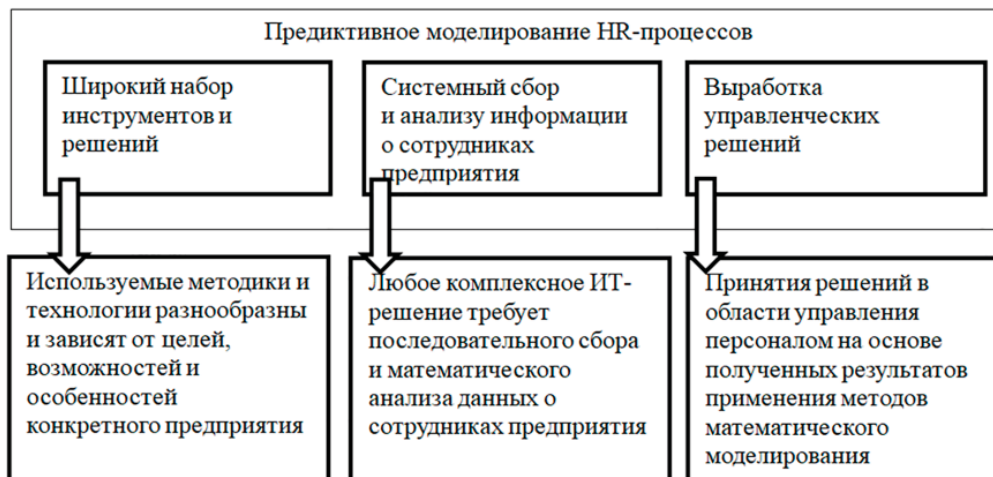 Предиктивное моделирование HR-процессов
Широкий набор
инструментов и
решений
Системный сбор
и анализу информации
о сотрудниках
предприятия
Выработка
управленческих
решений
Используемые методики и
технологии разнообразны
и зависят от целей,
возможностей и
особенностей
конкретного предприятия
Любое комплексное ИТ-
решение требует
последовательного сбора
и математического
анализа данных о
сотрудниках предприятия
Принятия решений в
области управления
персоналом на основе
полученных результатов
применения методов
математического
моделирования